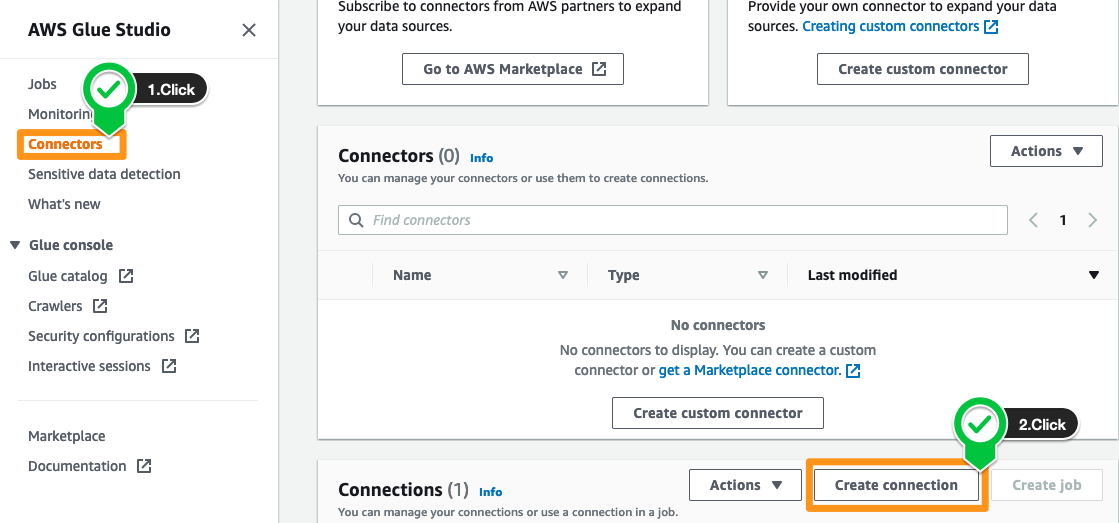 AWS Glue Studio
Jobs
1.Click
Monitoring
Connectors
Sensitive data detection
What's new
Glue console
Glue catalog
Crawlers
Security configurations
Interactive sessions
Marketplace
Documentation
Subscribe to connectors from AWS partners to expand
your data sources.
Go to AWS Marketplace
Provide your own connector to expand your data
sources. Creating custom connectors
Create custom connector
Connectors (0) Info
Actions
You can manage your connectors or use them to create connections.
Find connectors
1
Name Type Last modified
No connectors
No connectors to display. You can create a custom
connector or get a Marketplace connector.
Create custom connector
2.Click
Connections (1) Info
Actions
Create connection
Create job
You can manage your connections or use a connection in a job.